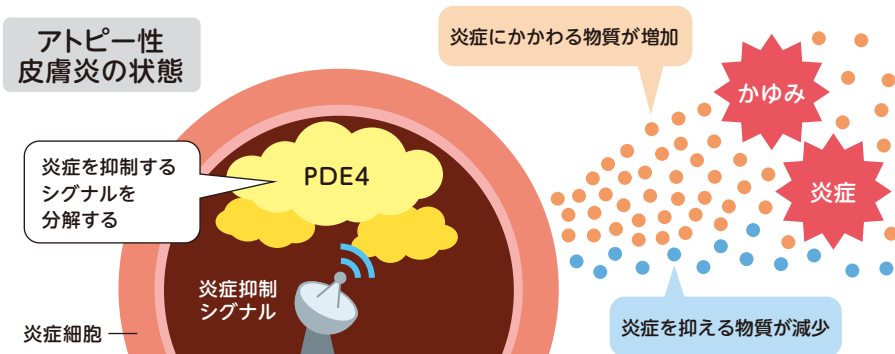 アトピー性
皮膚炎の状態
炎症にかかわる物質が増加
かゆみ
炎症を抑制する
シグナルを
分解する
PDE4
炎症
炎症抑制
シグナル
炎症細胞
炎症を抑える物質が減少